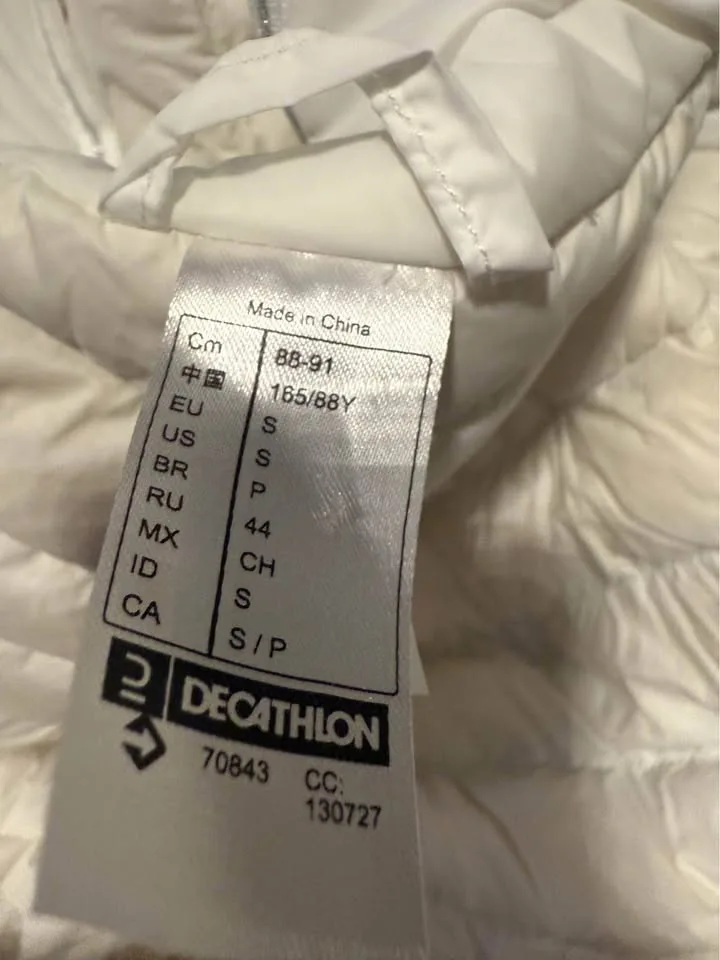 Made in China
Cm 88-91
中国 165/88Y
EU S
US S
BR P
RU 44
MX CH
ID S
CA S / P
DECATHLON
70843 CC:
130727